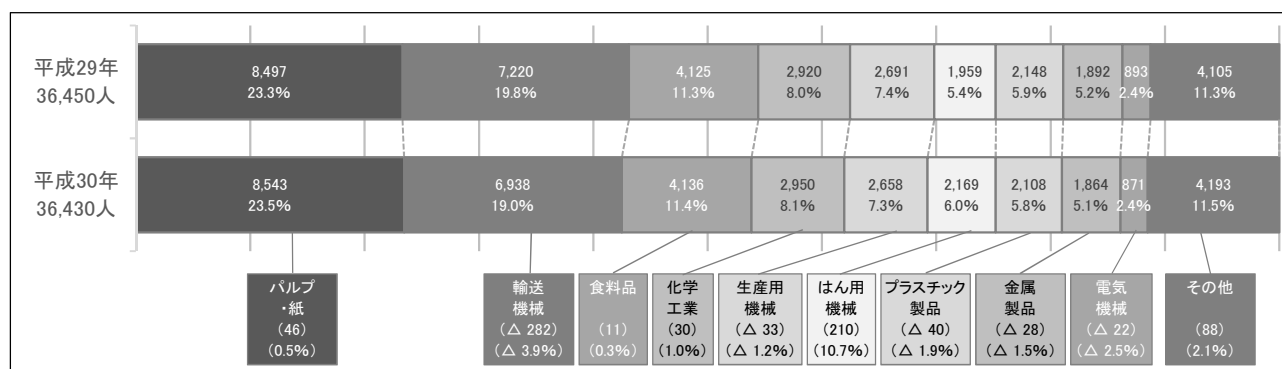 平成29年
36,450人
8,497
23.3%
7,220
19.8%
4,125
11.3%
2,920
8.0%
2,691
7.4%
1,959
5.4%
2,148
5.9%
1,892
5.2%
893
2.4%
4,105
11.3%
平成30年
36,430人
8,543
23.5%
6,938
19.0%
4,136
11.4%
2,950
8.1%
2,658
7.3%
2,169
6.0%
2,108
5.8%
1,864
5.1%
871
2.4%
4,193
11.5%
パルプ
・紙
(46)
(0.5%)
輸送
機械
(△ 282)
(△ 3.9%)
食料品
(11)
(0.3%)
化学
工業
(30)
(1.0%)
生産用
機械
(△ 33)
(△ 1.2%)
はん用
機械
(210)
(10.7%)
プラスチック
製品
(△ 40)
(△ 1.9%)
金属
製品
(△ 28)
(△ 1.5%)
電気
機械
(△ 22)
(△ 2.5%)
その他
(88)
(2.1%)